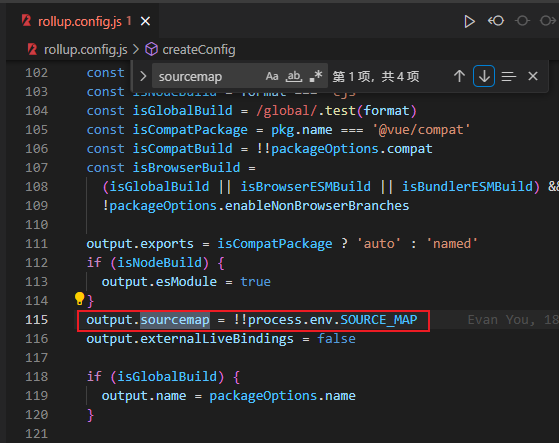 rollup.config.js 1
rollup.config.js > createConfig
sourcemap Aa ab .* 第 1 项，共 4 项
102 const
103 const isNodeBuild = format === 'cjs'
104 const isGlobalBuild = /global/.test(format)
105 const isCompatPackage = pkg.name === '@vue/compat'
106 const isCompatBuild = !!packageOptions.compat
107 const isBrowserBuild =
108 (isGlobalBuild || isBrowserESMBuild || isBundlerESMBuild) &&
109 !packageOptions.enableNonBrowserBranches
110
111 output.exports = isCompatPackage ? 'auto' : 'named'
112 if (isNodeBuild) {
113 output.esModule = true
114 }
115 output.sourcemap = !!process.env.SOURCE_MAP Evan You, 18
116 output.externalLiveBindings = false
117
118 if (isGlobalBuild) {
119 output.name = packageOptions.name
120 }
121